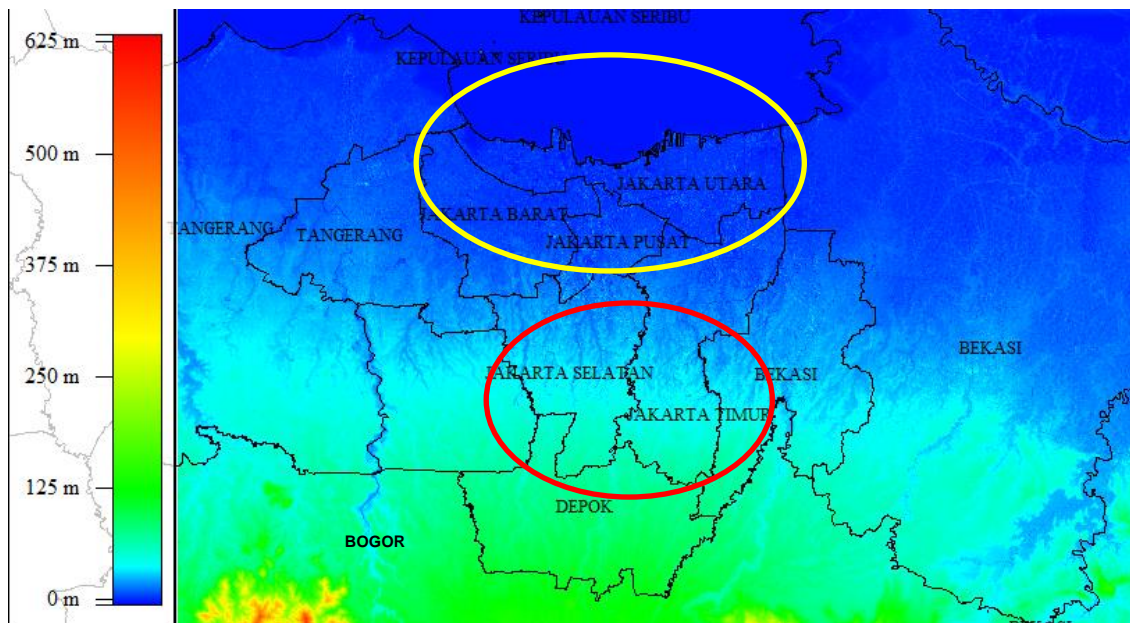 625 m
500 m
375 m
250 m
125 m
0 m
KEPULAUAN SERIBU
KEPULAUAN SERIBU
JAKARTA UTARA
JAKARTA BARAT
TANGERANG
TANGERANG
JAKARTA PUSAT
BEKASI
JAKARTA SELATAN
BEKASI
JAKARTA TIMUR
DEPOK
BOGOR